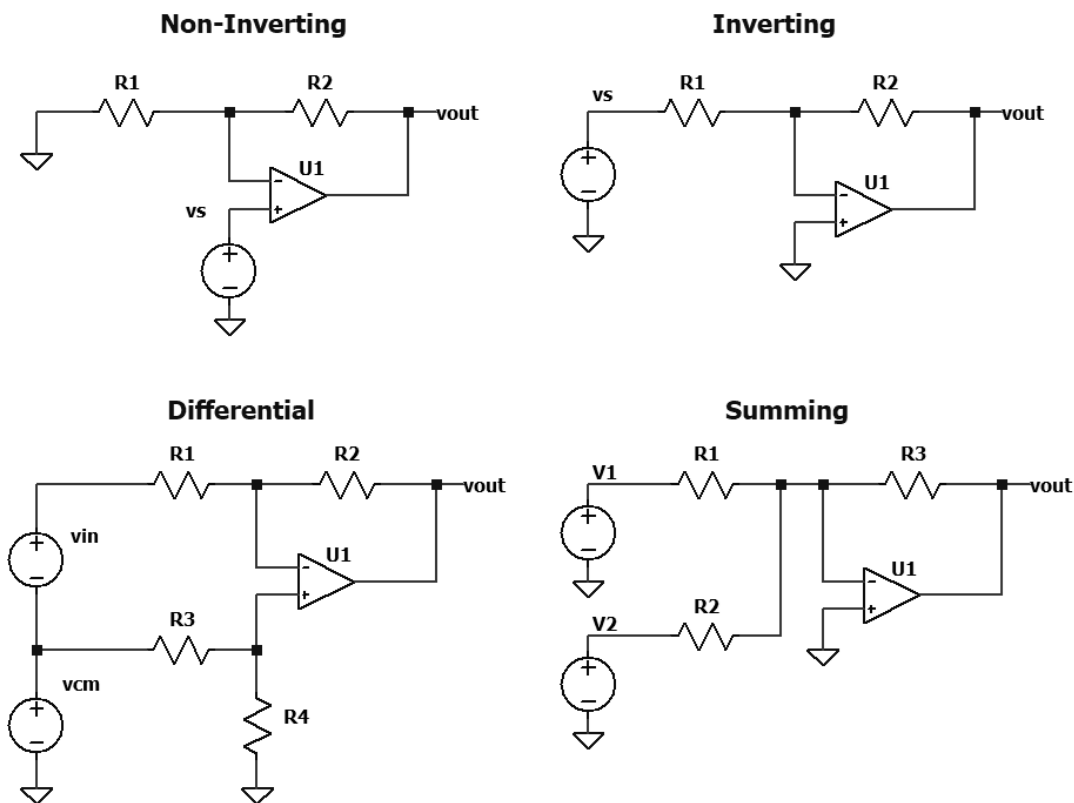 Non-Inverting
R1
R2
vout
U1
vs
Inverting
vs
R1
R2
vout
U1
Differential
R1
R2
vout
vin
U1
R3
vcm
R4
Summing
V1
R1
R3
vout
U1
V2
R2